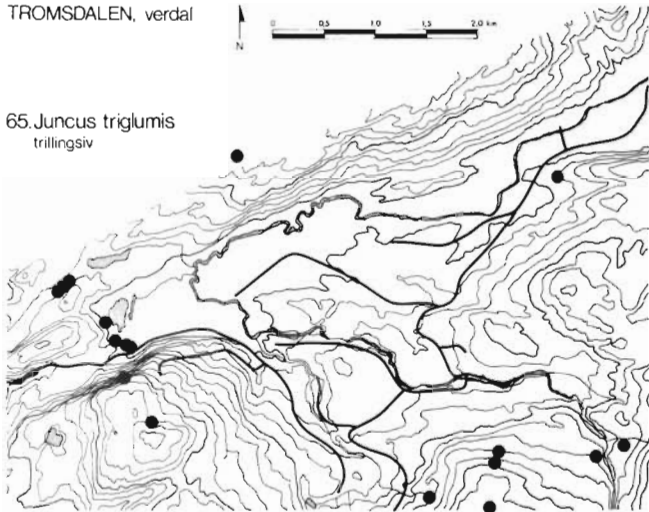 TROMSDALEN, verdal
0 0,5 1,0 1,5 2,0 km
N
65. Juncus triglumis
trillingsiv